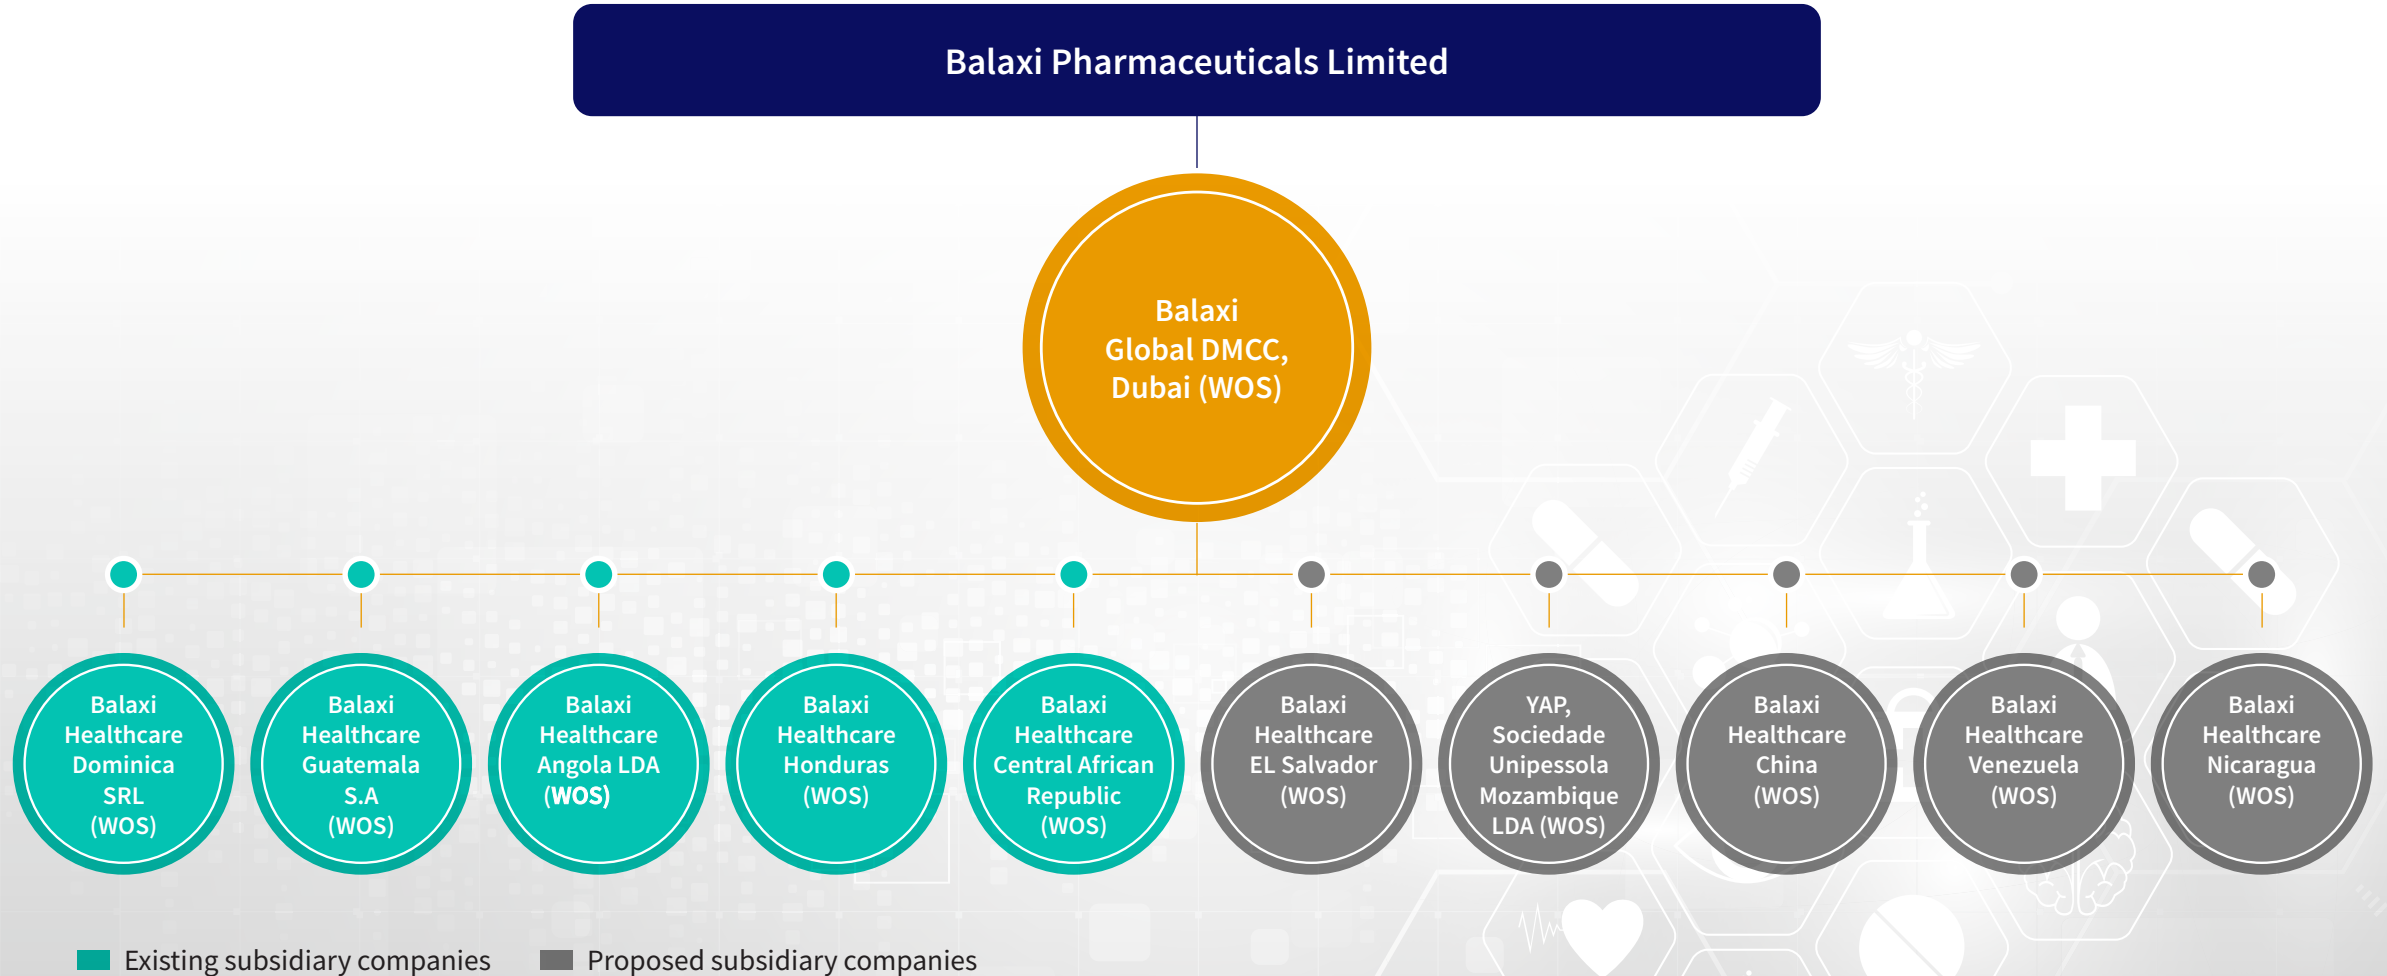 Balaxi Pharmaceuticals Limited
Balaxi
Global DMCC,
Dubai (WOS)
Balaxi
Healthcare
Dominica
SRL
(WOS)
Balaxi
Healthcare
Guatemala
S.A
(WOS)
Balaxi
Healthcare
Angola LDA
(WOS)
Balaxi
Healthcare
Honduras
(WOS)
Balaxi
Healthcare
Central African
Republic
(WOS)
Balaxi
Healthcare
EL Salvador
(WOS)
YAP,
Sociedade
Unipessola
Mozambique
LDA (WOS)
Balaxi
Healthcare
China
(WOS)
Balaxi
Healthcare
Venezuela
(WOS)
Balaxi
Healthcare
Nicaragua
(WOS)
Existing subsidiary companies
Proposed subsidiary companies